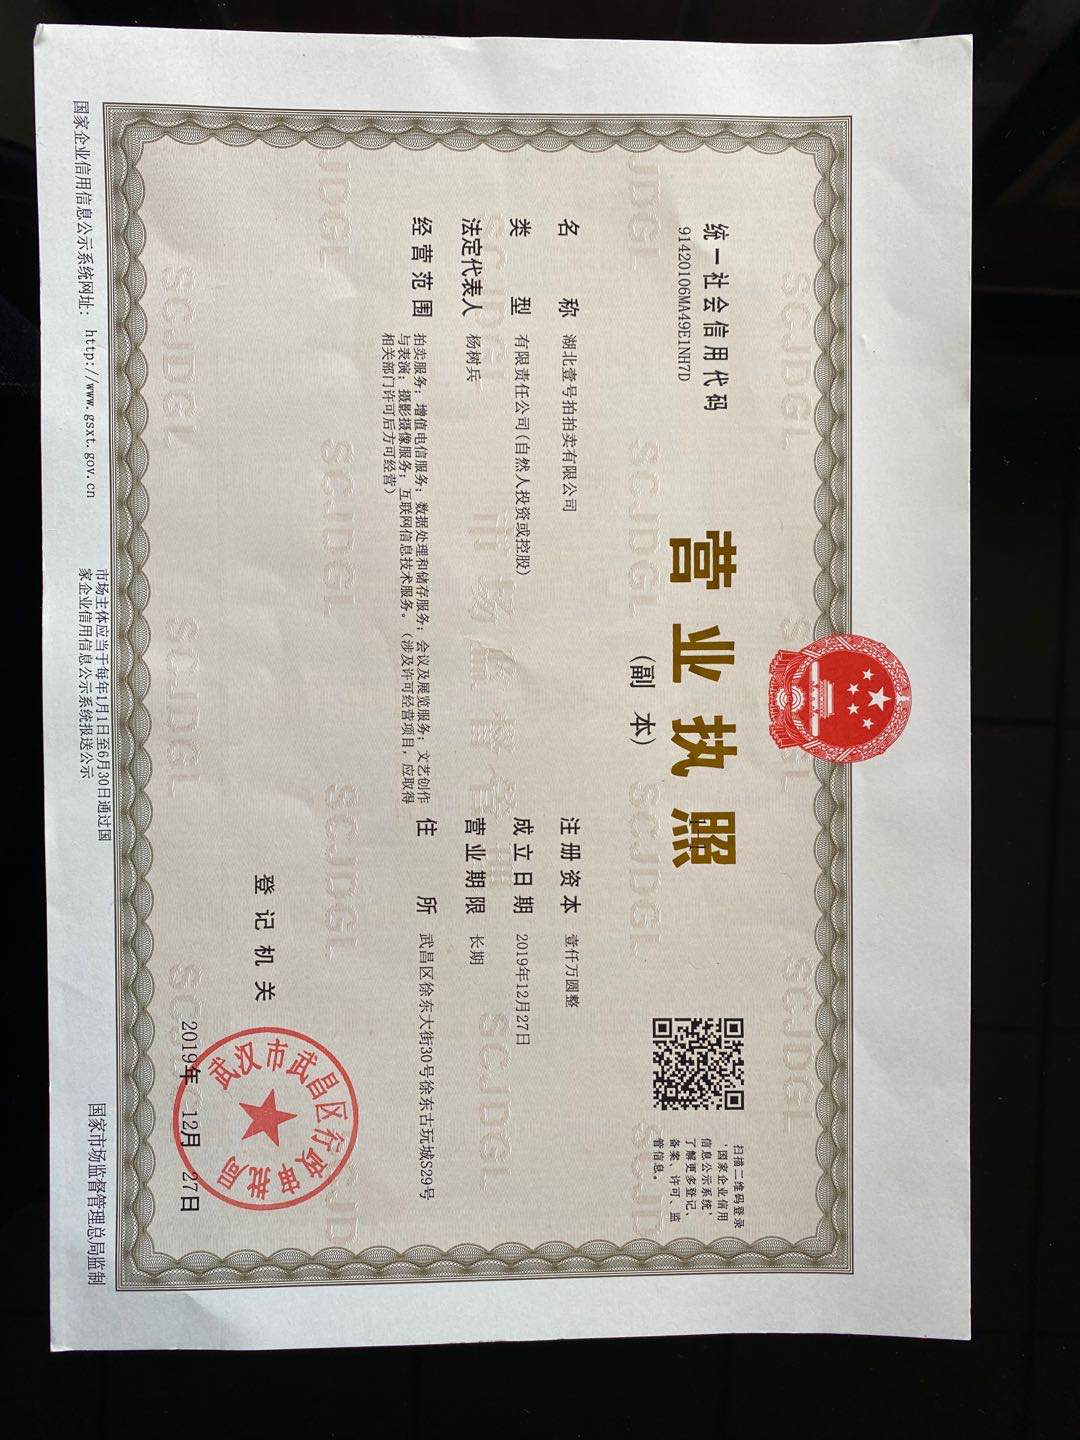 营业执照
(副 本)
统一社会信用代码
91420106MA49E1NH7D
扫描二维码登录
‘国家企业信用
信息公示系统’
了解更多登记、
备案、许可、监
管信息。
名 称 湖北壹号拍拍卖有限公司
类 型 有限责任公司(自然人投资或控股)
法定代表人 杨树兵
经营范围 拍卖服务；增值电信服务；数据处理和储存服务；会议及展览服务；文艺创作
与表演；摄影摄像服务；互联网信息技术服务。（涉及许可经营项目，应取得
相关部门许可后方可经营）
注册资本 壹仟万圆整
成立日期 2019年12月27日
营业期限 长期
住 所 武昌区徐东大街30号徐东古玩城S29号
登记机关
武汉市武昌区行政审批局
2019年 12月 27日
国家企业信用信息公示系统网址： http://www.gsxt.gov.cn
市场主体应当于每年1月1日至6月30日通过国
家企业信用信息公示系统报送公示
国家市场监督管理总局监制
SCJDGL
市场监督管理